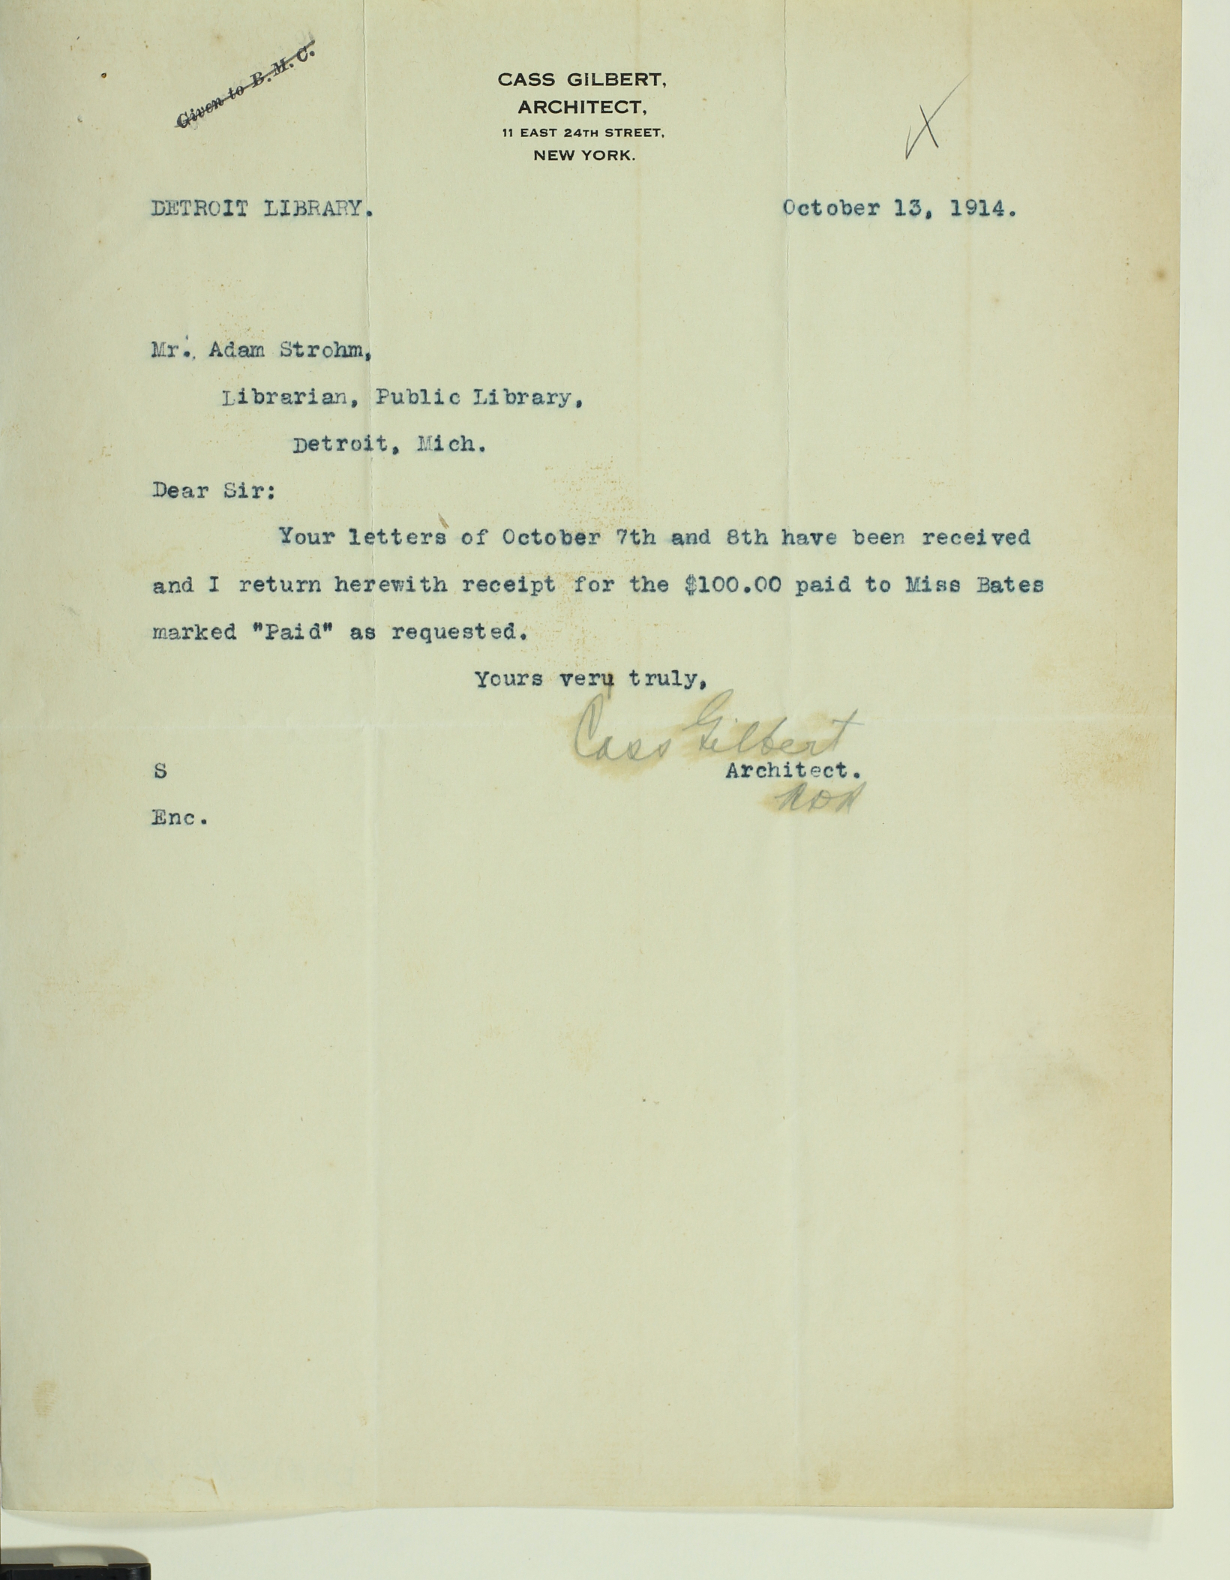 Given to B.M.C.
CASS GILBERT,
ARCHITECT,
11 EAST 24TH STREET,
NEW YORK.
DETROIT LIBRARY. October 13, 1914.
Mr. Adam Strohm,
Librarian, Public Library,
Detroit, Mich.
Dear Sir:
Your letters of October 7th and 8th have been received
and I return herewith receipt for the $100.00 paid to Miss Bates
marked "Paid" as requested.
Yours very truly,
Cass Gilbert
S Architect.
Enc.